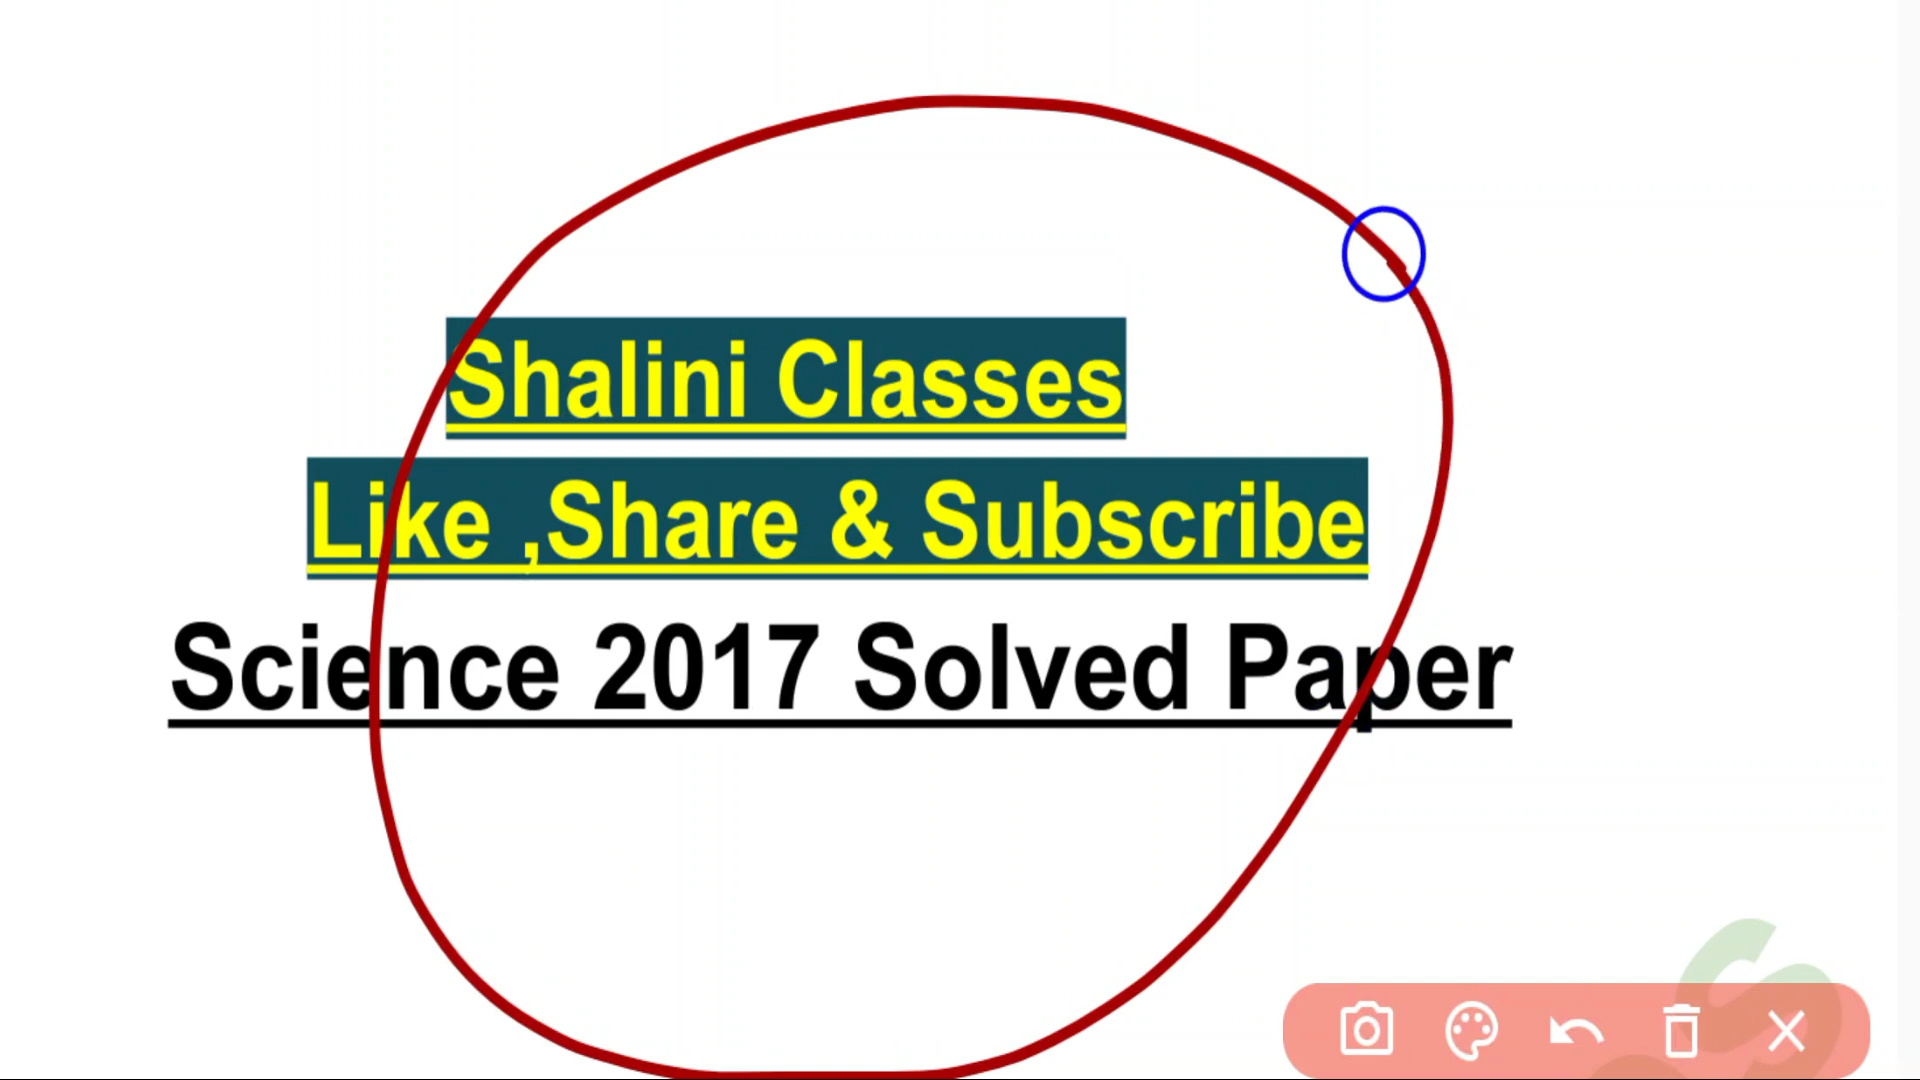 Shalini Classes
Like ,Share & Subscribe
Science 2017 Solved Paper